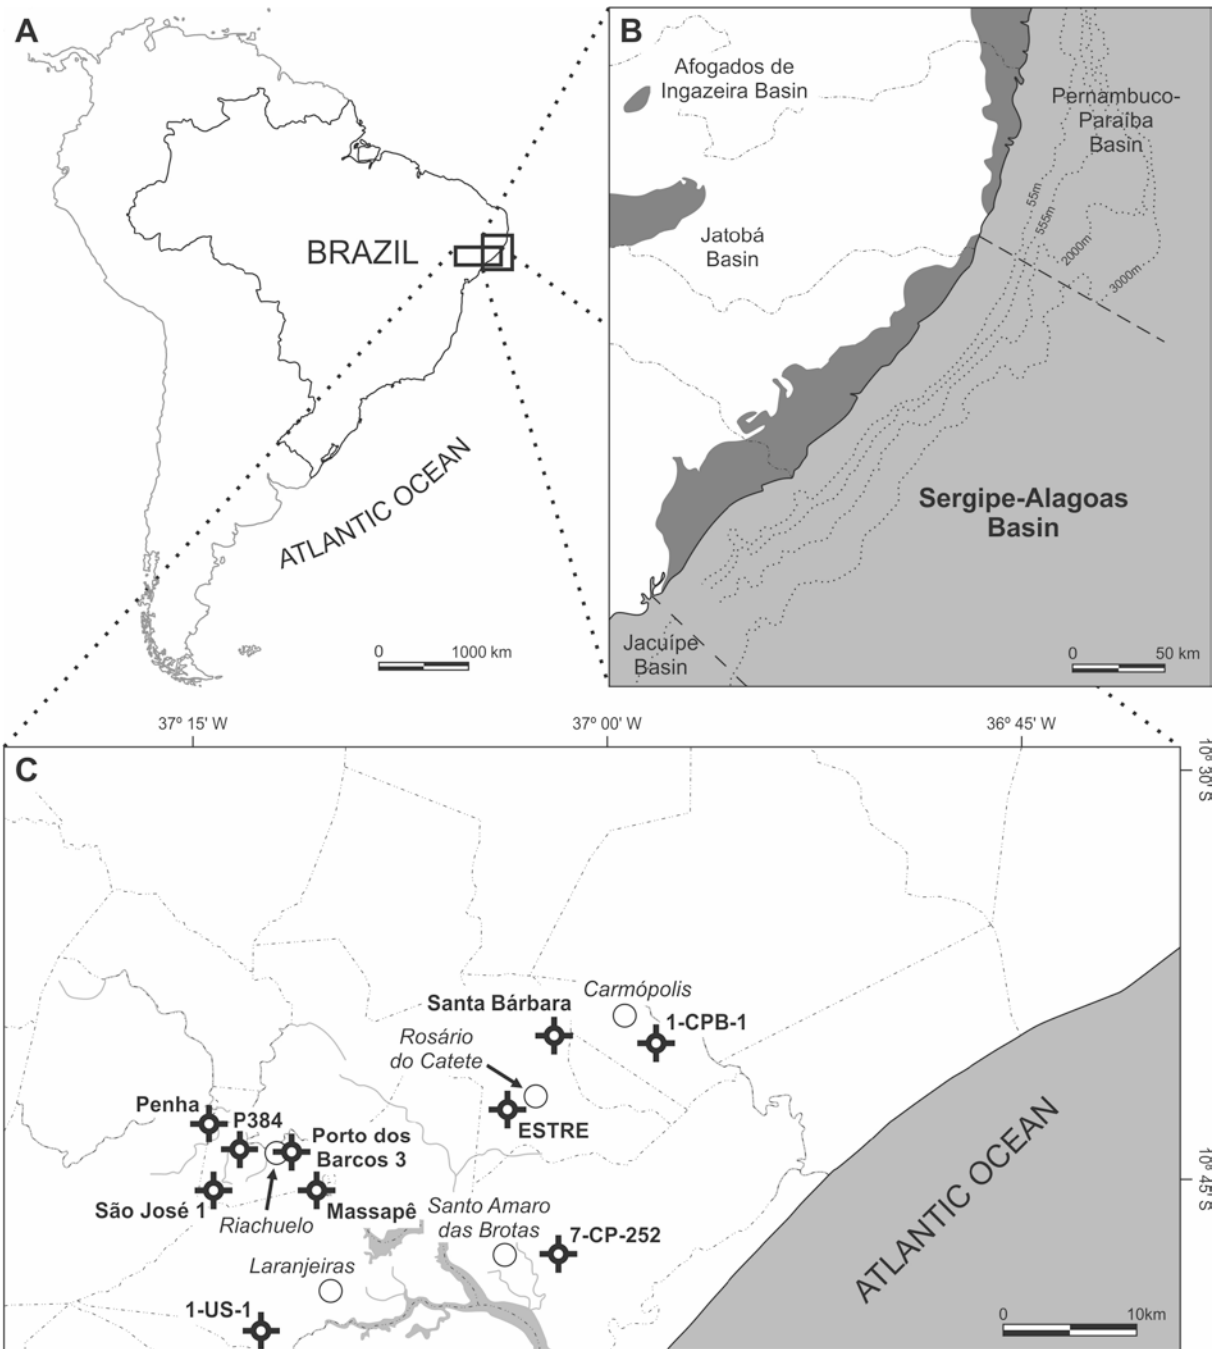 A
BRAZIL
ATLANTIC OCEAN
0 1000 km
B
Afogados de
Ingazeira Basin
Pernambuco-
Paraíba
Basin
Jatobá
Basin
55m
555m
2000m
3000m
Sergipe-Alagoas
Basin
Jacuípe
Basin
0 50 km
37º 15' W
37º 00' W
36º 45' W
C
10º 30' S
Carmópolis
Santa Bárbara
1-CPB-1
Rosário
do Catete
ESTRE
Penha
P384
Porto dos
Barcos 3
São José 1
Riachuelo
Massapê
10º 45' S
Santo Amaro
das Brotas
7-CP-252
Laranjeiras
1-US-1
ATLANTIC OCEAN
0 10km